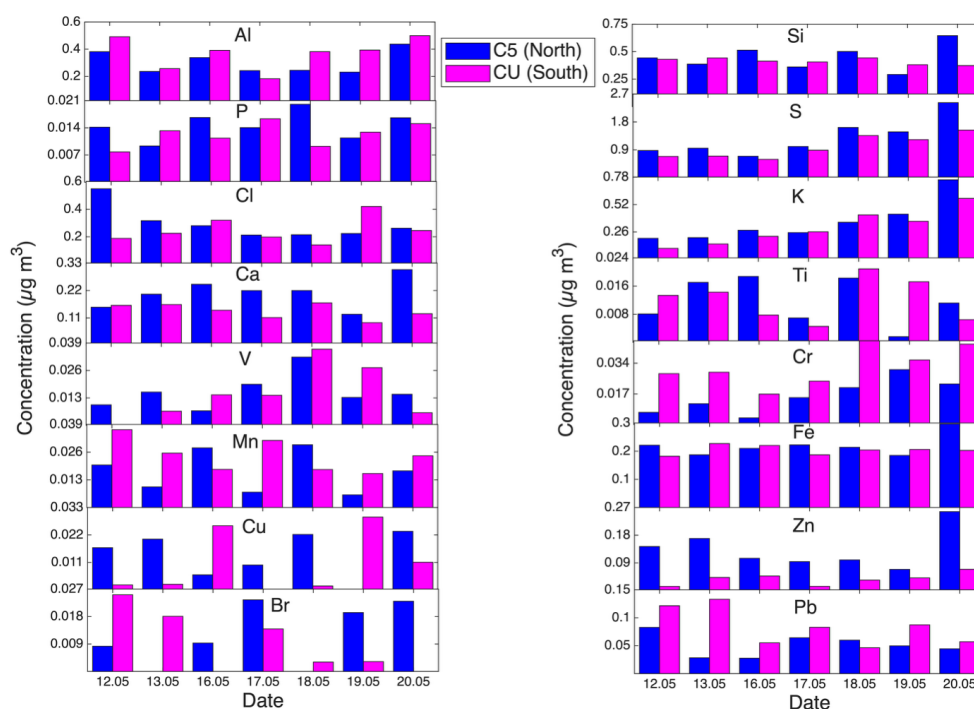 0.6
Al
0.4
0.2
0.021
P
0.014
0.007
0.6
Cl
0.4
0.2
0.33
Ca
0.22
0.11
0.039
V
0.026
0.013
0.039
Mn
0.026
0.013
0.033
Cu
0.022
0.011
0.027
Br
0.018
0.009
12.05 13.05 16.05 17.05 18.05 19.05 20.05
Date
Concentration (μg m³)
C5 (North)
CU (South)
0.75
Si
0.5
0.25
2.7
S
1.8
0.9
0.78
K
0.52
0.26
0.024
Ti
0.016
0.008
Cr
0.034
0.017
0.3
Fe
0.2
0.1
0.27
Zn
0.18
0.09
0.15
Pb
0.1
0.05
12.05 13.05 16.05 17.05 18.05 19.05 20.05
Date
Concentration (μg m³)